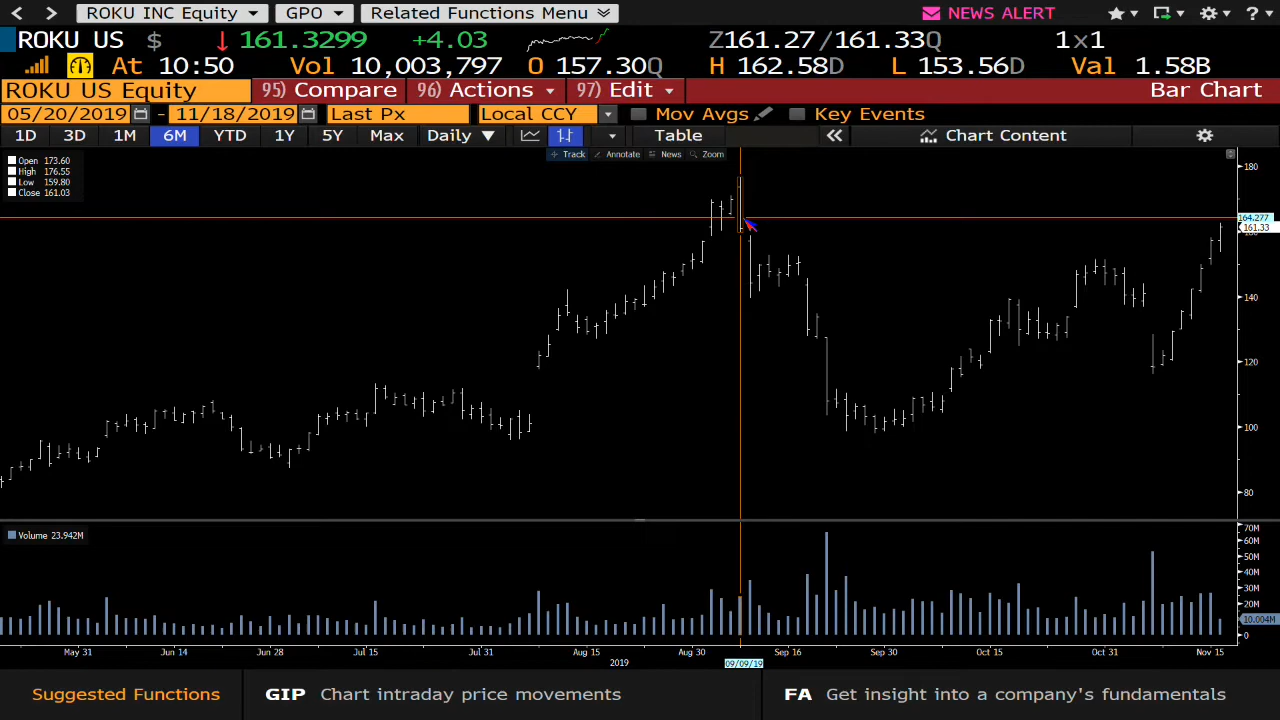 ROKU INC Equity GPO Related Functions Menu NEWS ALERT ?
ROKU US $ ↓ 161.3299 +4.03 Z161.27/161.33Q 1x1
At 10:50 Vol 10,003,797 O 157.30Q H 162.58D L 153.56D Val 1.58B
ROKU US Equity 95) Compare 96) Actions 97) Edit Bar Chart
05/20/2019 - 11/18/2019 Last Px Local CCY Mov Avgs Key Events
1D 3D 1M 6M YTD 1Y 5Y Max Daily ▼ Table « Chart Content
Track Annotate News Zoom
Open 173.60
High 176.55
Low 159.80
Close 161.03
180
164.277
161.33
140
120
100
80
Volume 23.942M
70M
60M
50M
40M
30M
20M
10.004M
0
May 31 Jun 14 Jun 28 Jul 15 Jul 31 Aug 15 Aug 30 Sep 16 Sep 30 Oct 15 Oct 31 Nov 15
2019 09/09/19
Suggested Functions GIP Chart intraday price movements FA Get insight into a company's fundamentals